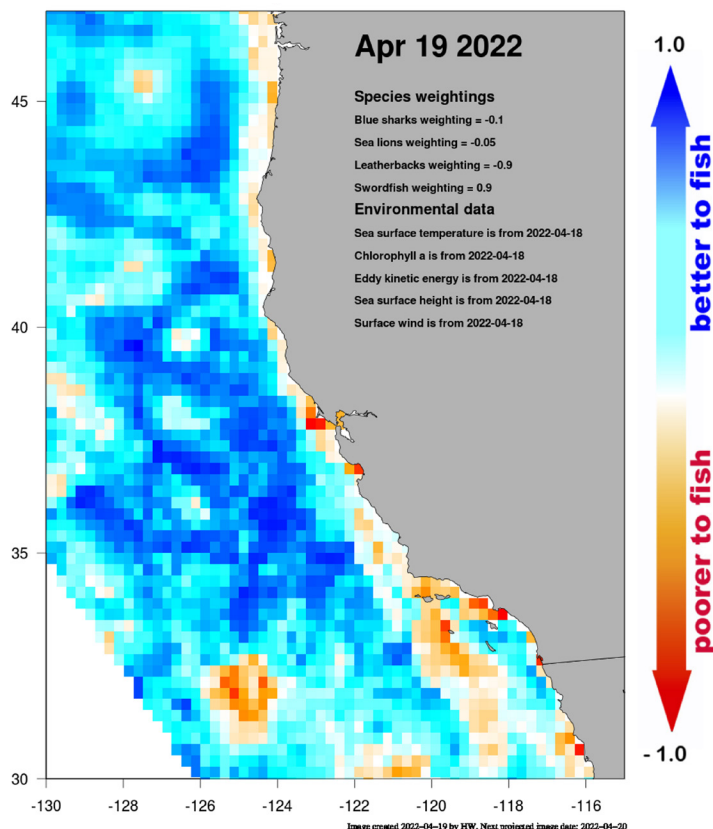 Apr 19 2022
1.0
Species weightings
Blue sharks weighting = -0.1
Sea lions weighting = -0.05
Leatherbacks weighting = -0.9
Swordfish weighting = 0.9
Environmental data
Sea surface temperature is from 2022-04-18
Chlorophyll a is from 2022-04-18
Eddy kinetic energy is from 2022-04-18
Sea surface height is from 2022-04-18
Surface wind is from 2022-04-18
better to fish
poorer to fish
- 1.0
45
40
35
30
-130 -128 -126 -124 -122 -120 -118 -116
Image created 2022-04-19 by HW. Next projected image date: 2022-04-20